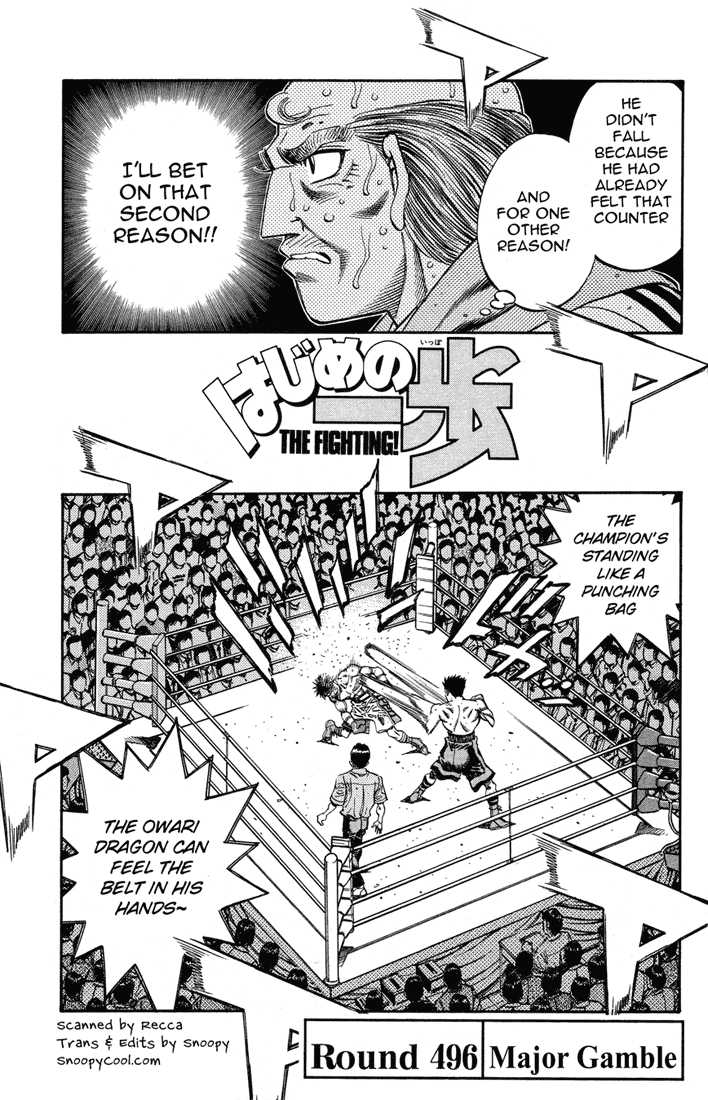 HE
DIDN'T
FALL
BECAUSE
HE HAD
ALREADY
FELT THAT
COUNTER
AND
FOR ONE
OTHER
REASON!
I'LL BET
ON THAT
SECOND
REASON!!
はじめの一歩
いっぽ
THE FIGHTING!
THE
CHAMPION'S
STANDING
LIKE A
PUNCHING
BAG
THE OWARI
DRAGON CAN
FEEL THE
BELT IN HIS
HANDS~
Scanned by Recca
Trans & Edits by Snoopy
Snoopycool.com
Round 496
Major Gamble